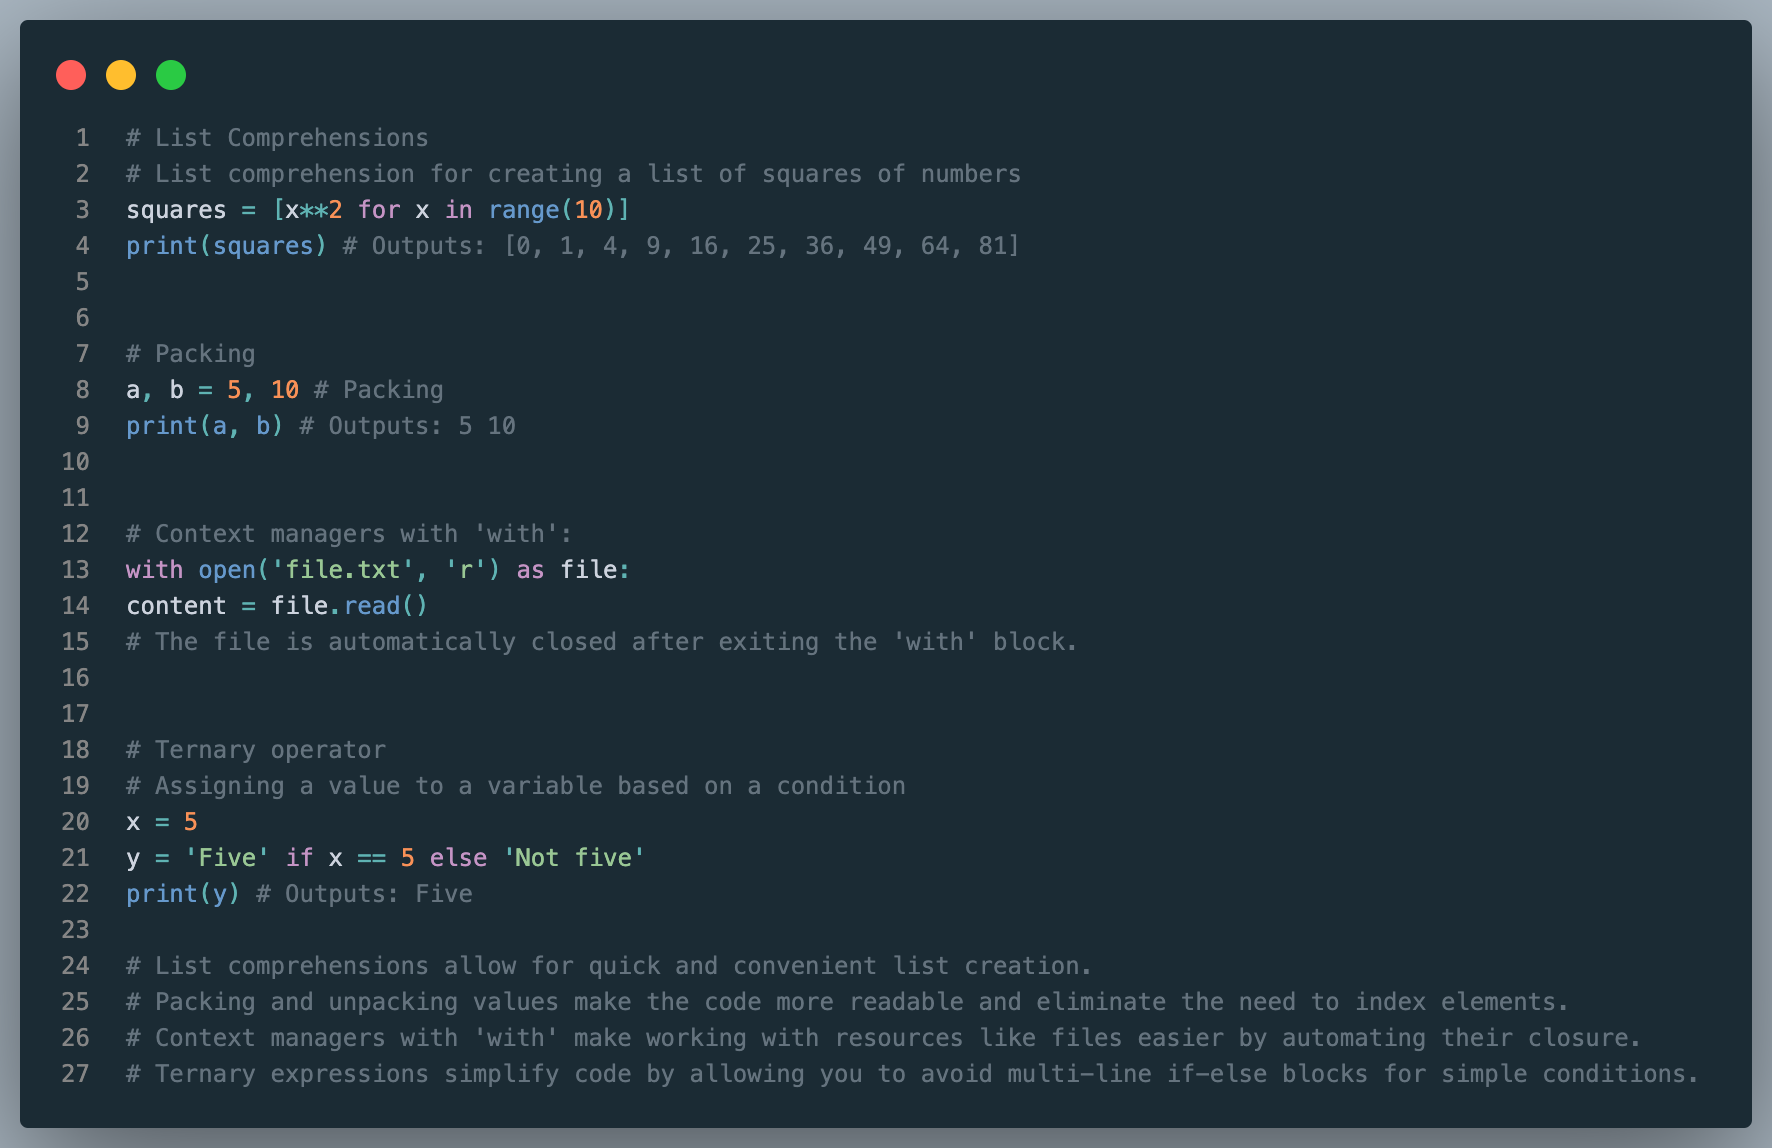 1 # List Comprehensions
2 # List comprehension for creating a list of squares of numbers
3 squares = [x**2 for x in range(10)]
4 print(squares) # Outputs: [0, 1, 4, 9, 16, 25, 36, 49, 64, 81]
5
6
7 # Packing
8 a, b = 5, 10 # Packing
9 print(a, b) # Outputs: 5 10
10
11
12 # Context managers with 'with':
13 with open('file.txt', 'r') as file:
14 content = file.read()
15 # The file is automatically closed after exiting the 'with' block.
16
17
18 # Ternary operator
19 # Assigning a value to a variable based on a condition
20 x = 5
21 y = 'Five' if x == 5 else 'Not five'
22 print(y) # Outputs: Five
23
24 # List comprehensions allow for quick and convenient list creation.
25 # Packing and unpacking values make the code more readable and eliminate the need to index elements.
26 # Context managers with 'with' make working with resources like files easier by automating their closure.
27 # Ternary expressions simplify code by allowing you to avoid multi-line if-else blocks for simple conditions.